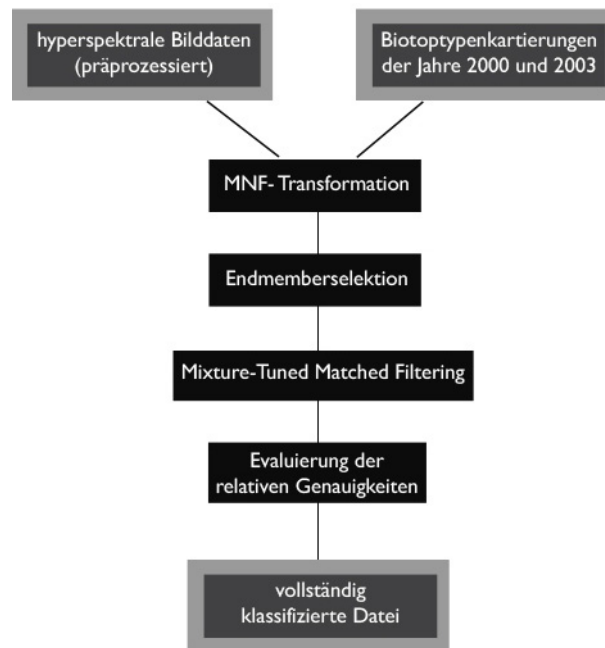 hyperspektrale Bilddaten
(präprozessiert)
Biotoptypenkartierungen
der Jahre 2000 und 2003
MNF- Transformation
Endmemberselektion
Mixture-Tuned Matched Filtering
Evaluierung der
relativen Genauigkeiten
vollständig
klassifizierte Datei